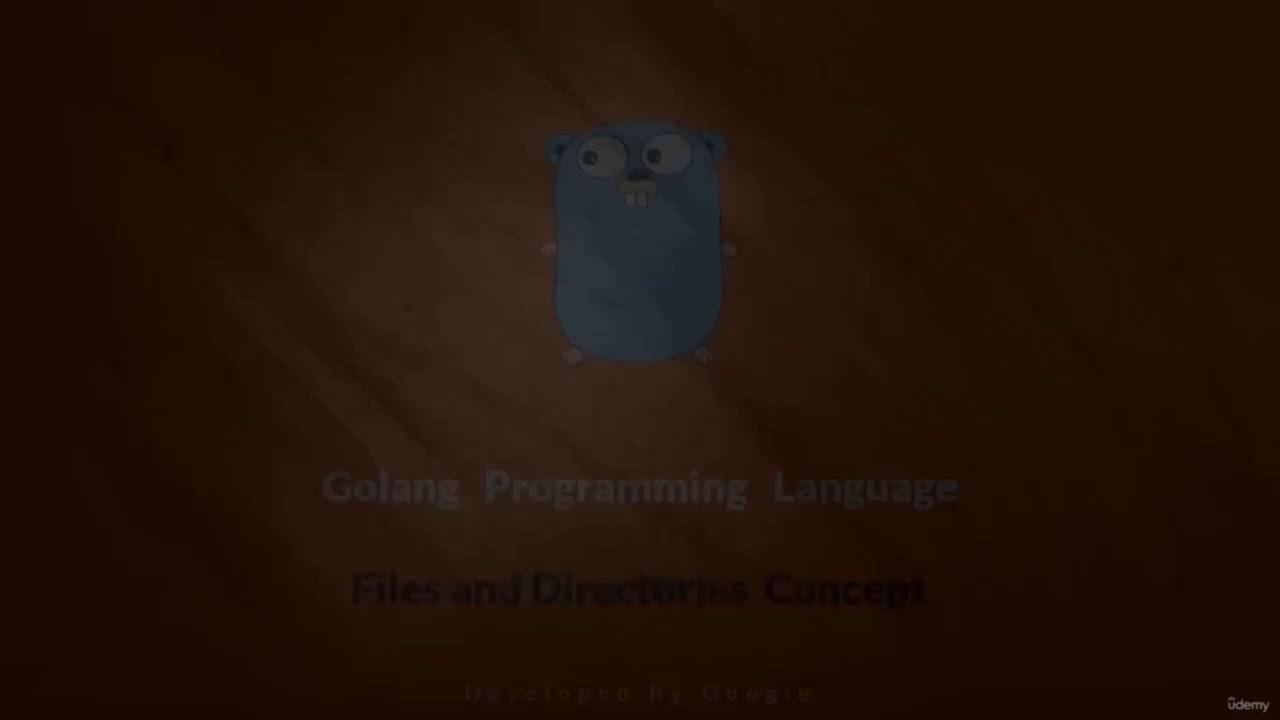 Golang Programming Language
Files and Directories Concept
Developed By Google
udemy